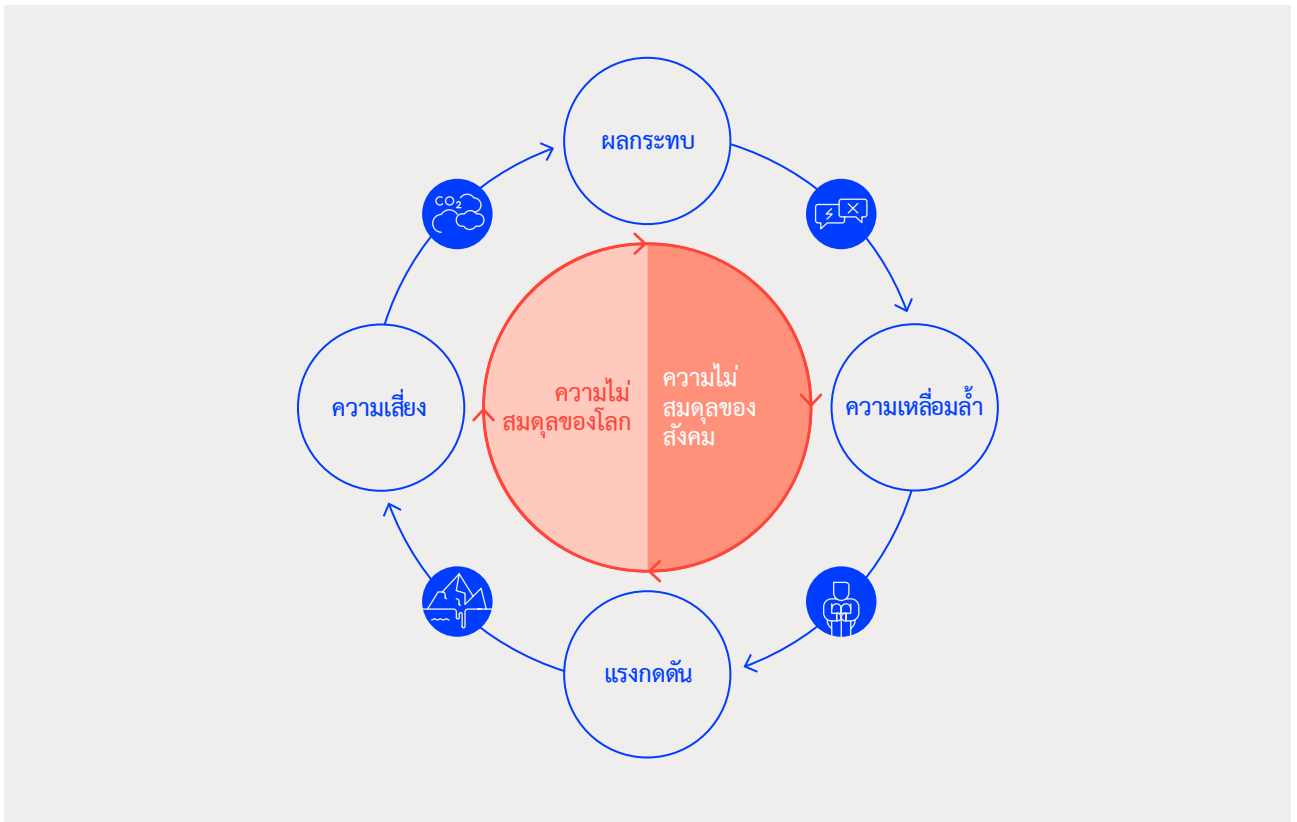 ผลกระทบ
CO2
ความเสี่ยง
ความไม่
สมดุลของโลก
ความไม่
สมดุลของ
สังคม
ความเหลื่อมล้ำ
แรงกดดัน